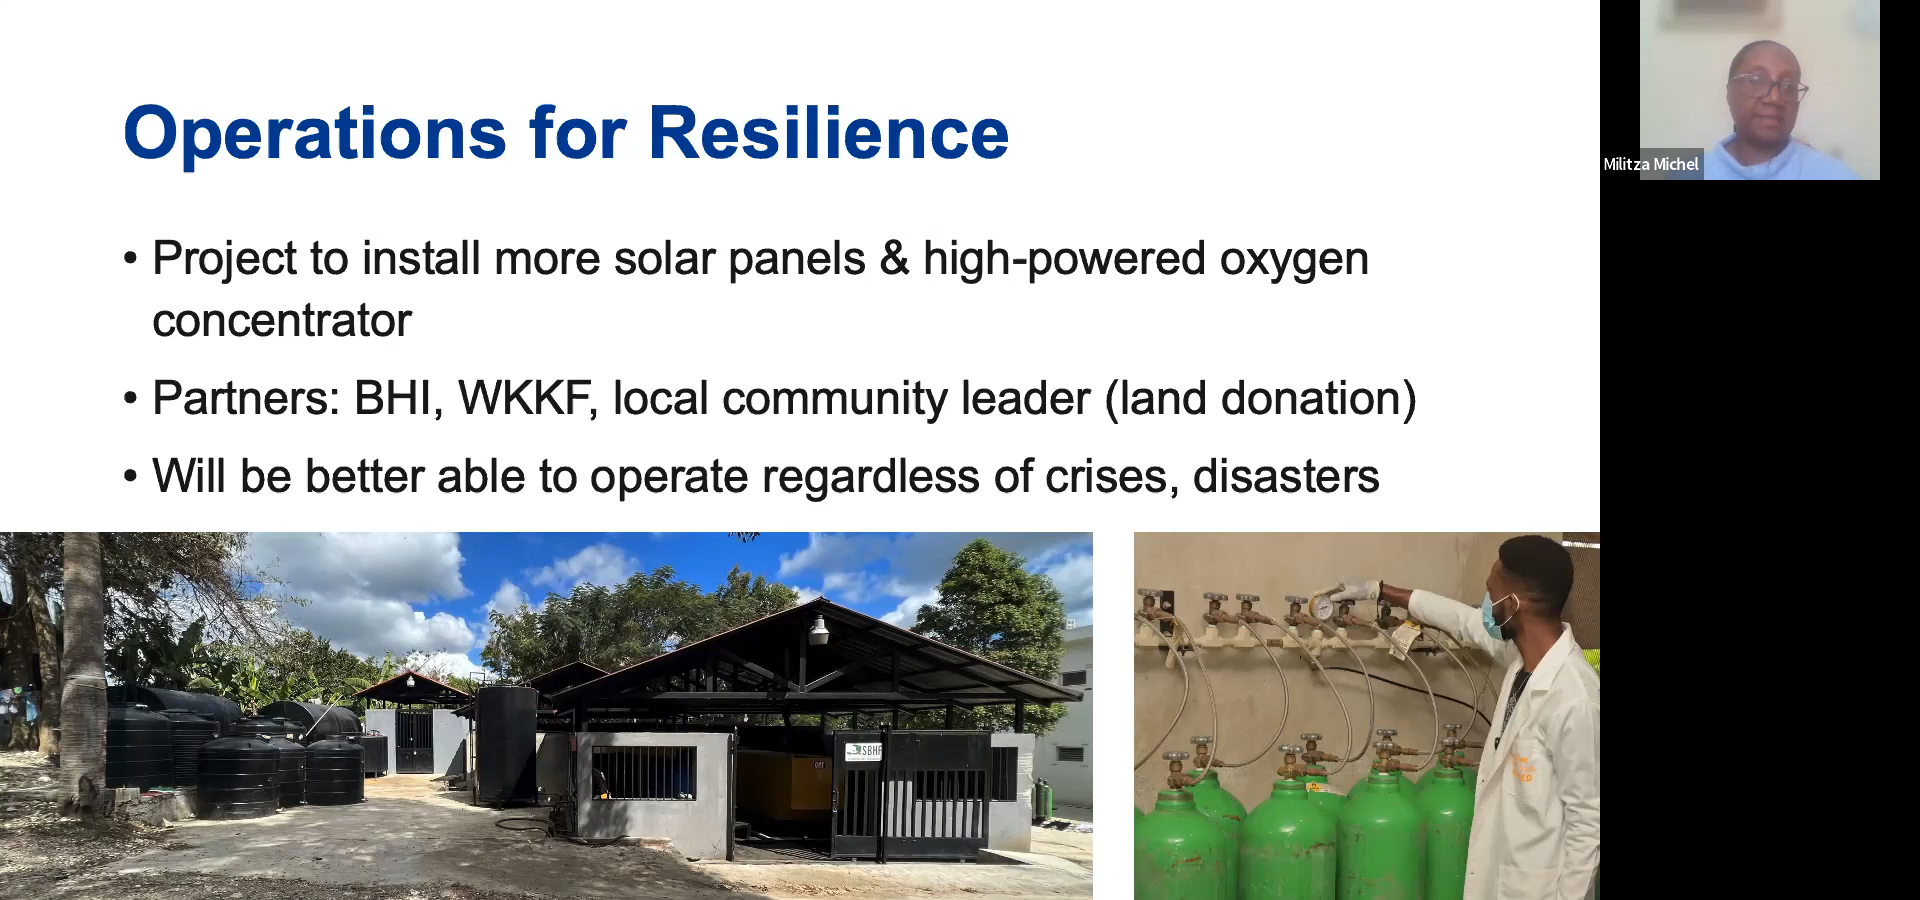 Operations for Resilience
• Project to install more solar panels & high-powered oxygen
concentrator
• Partners: BHI, WKKF, local community leader (land donation)
• Will be better able to operate regardless of crises, disasters
Militza Michel
SBHF
CAT